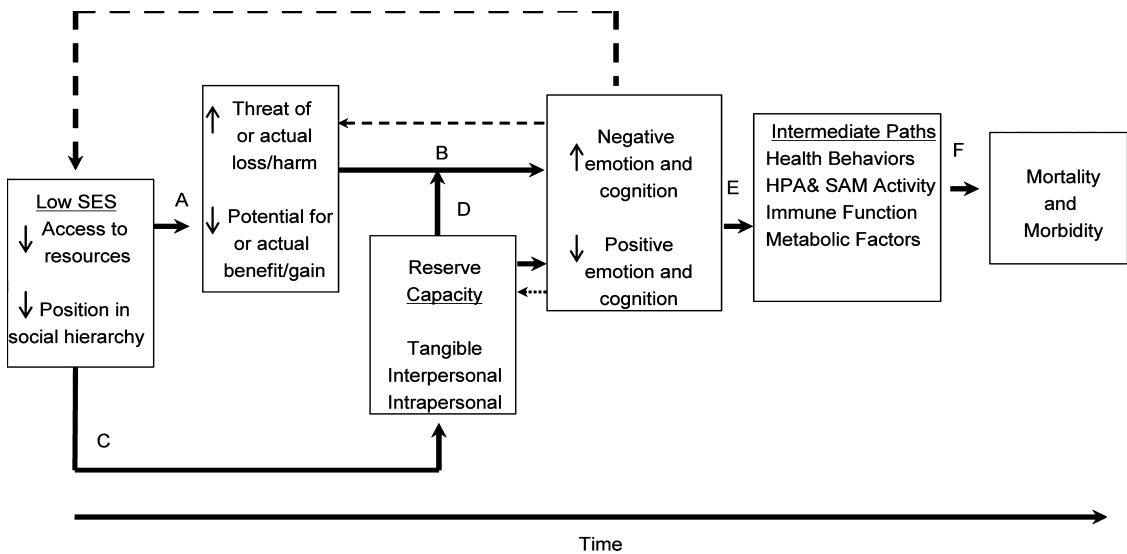 Low SES
Access to
resources
Position in
social hierarchy
A
Threat of
or actual
loss/harm
Potential for
or actual
benefit/gain
B
C
D
Reserve
Capacity
Tangible
Interpersonal
Intrapersonal
Negative
emotion and
cognition
Positive
emotion and
cognition
E
Intermediate Paths
Health Behaviors
HPA& SAM Activity
Immune Function
Metabolic Factors
F
Mortality
and
Morbidity
Time